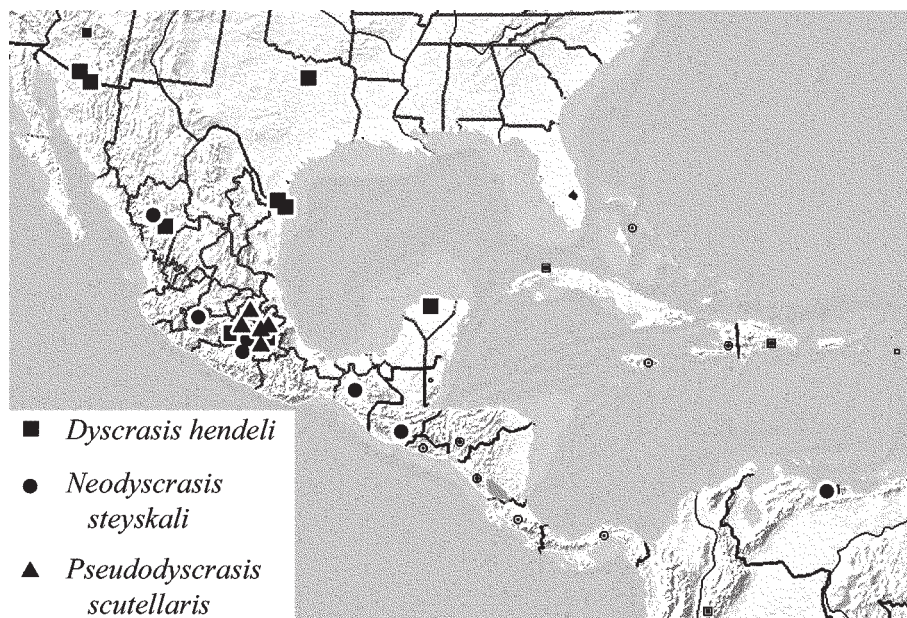 Dyscrasis hendeli
Neodyscrasis
steyskali
Pseudodyscrasis
scutellaris